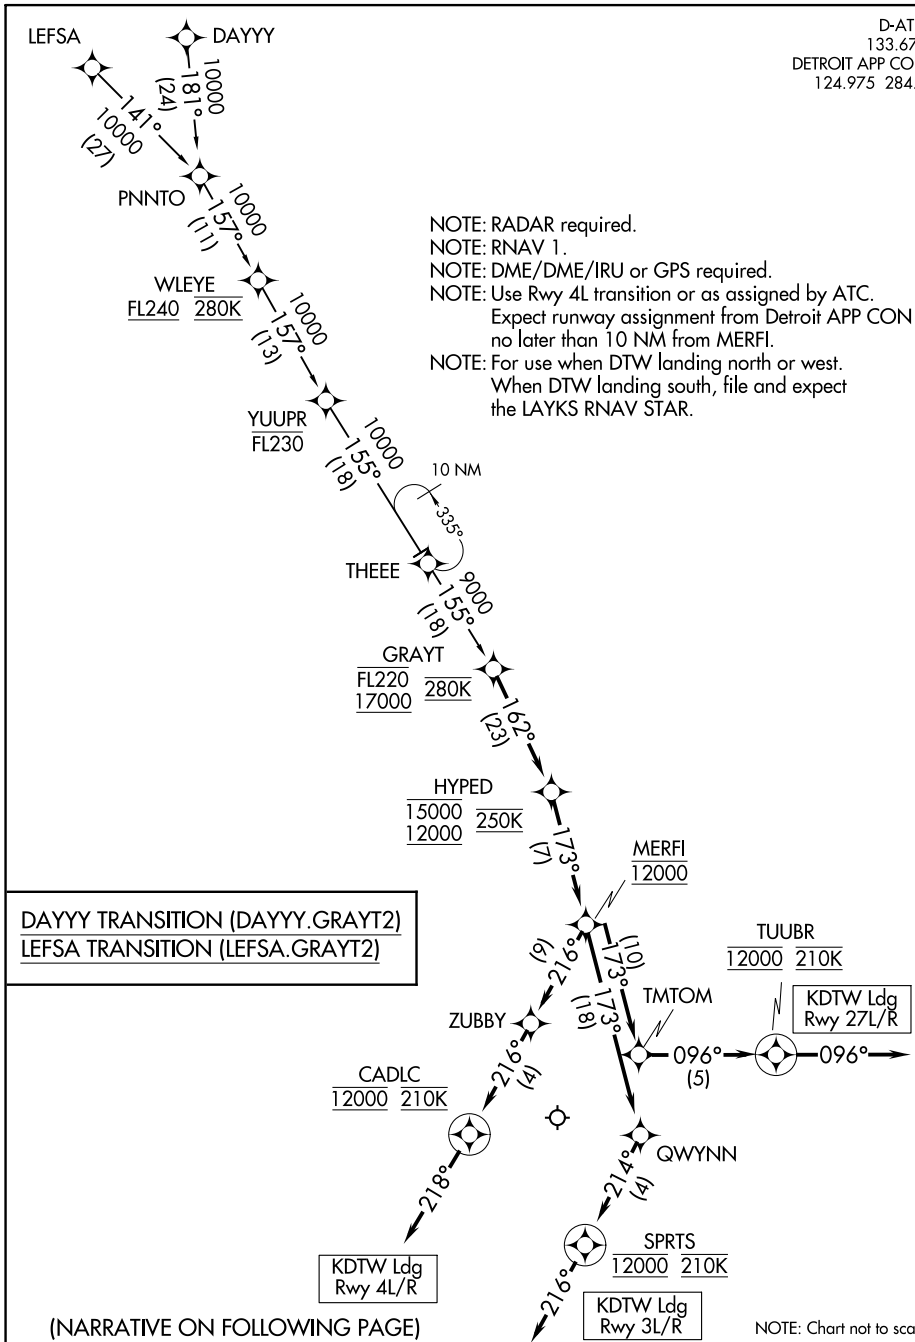 LEFSA
DAYYY
D-AT
133.67
DETROIT APP CO
124.975 284.
10000
181°
(24)
141°
10000
(27)
PNNTO
10000
157°
(11)
NOTE: RADAR required.
NOTE: RNAV 1.
NOTE: DME/DME/IRU or GPS required.
NOTE: Use Rwy 4L transition or as assigned by ATC.
Expect runway assignment from Detroit APP CON
no later than 10 NM from MERFI.
NOTE: For use when DTW landing north or west.
When DTW landing south, file and expect
the LAYKS RNAV STAR.
WLEYE
FL240 280K
10000
157°
(13)
YUUPR
FL230
10000
155°
(18)
10 NM
335°
THEEE
9000
155°
(18)
GRAYT
FL220
17000
280K
162°
(23)
HYPED
15000
12000
250K
173°
(7)
MERFI
12000
DAYYY TRANSITION (DAYYY.GRAYT2)
LEFSA TRANSITION (LEFSA.GRAYT2)
(9)
216°
(10)
173°
173°
(18)
TUUBR
12000 210K
KDTW Ldg
Rwy 27L/R
TMTOM
ZUBBY
096°
(5)
096°
216°
(4)
CADLC
12000 210K
QWYNN
218°
214°
(4)
SPRTS
12000 210K
KDTW Ldg
Rwy 4L/R
216°
KDTW Ldg
Rwy 3L/R
(NARRATIVE ON FOLLOWING PAGE)
NOTE: Chart not to sca